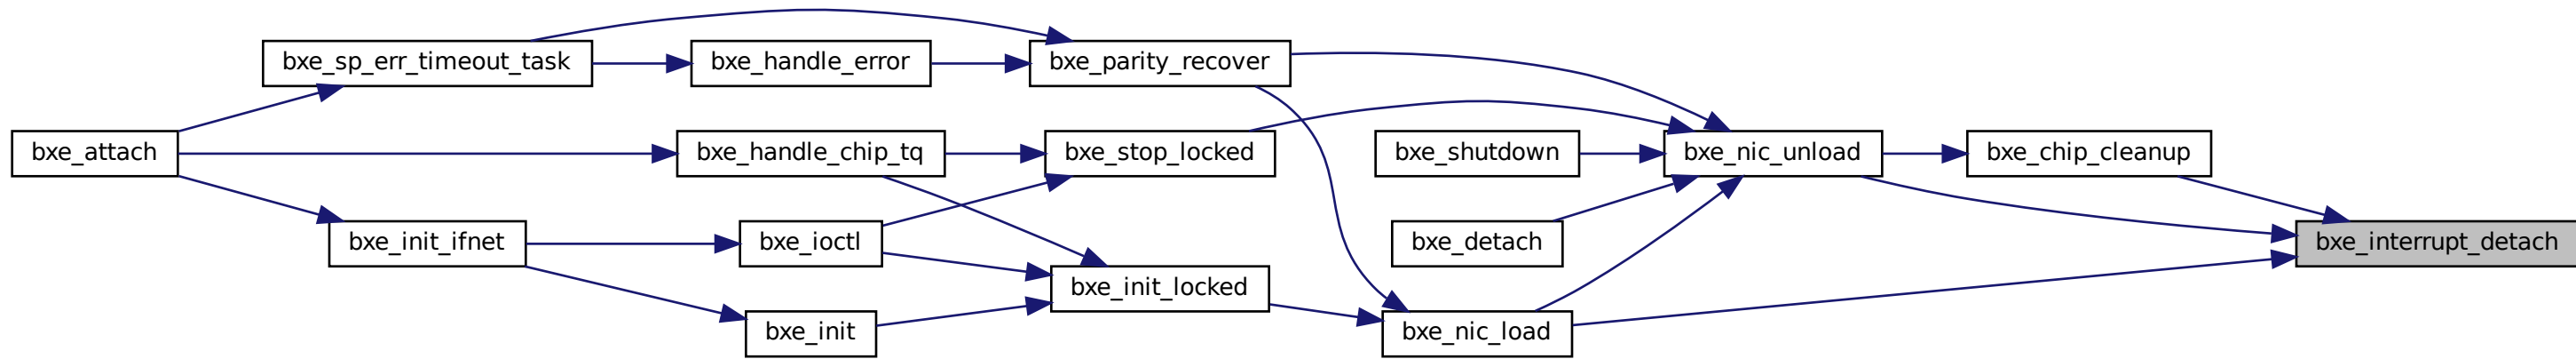 bxe_sp_err_timeout_task
bxe_handle_error
bxe_parity_recover
bxe_attach
bxe_handle_chip_tq
bxe_stop_locked
bxe_shutdown
bxe_nic_unload
bxe_chip_cleanup
bxe_init_ifnet
bxe_ioctl
bxe_detach
bxe_interrupt_detach
bxe_init_locked
bxe_init
bxe_nic_load